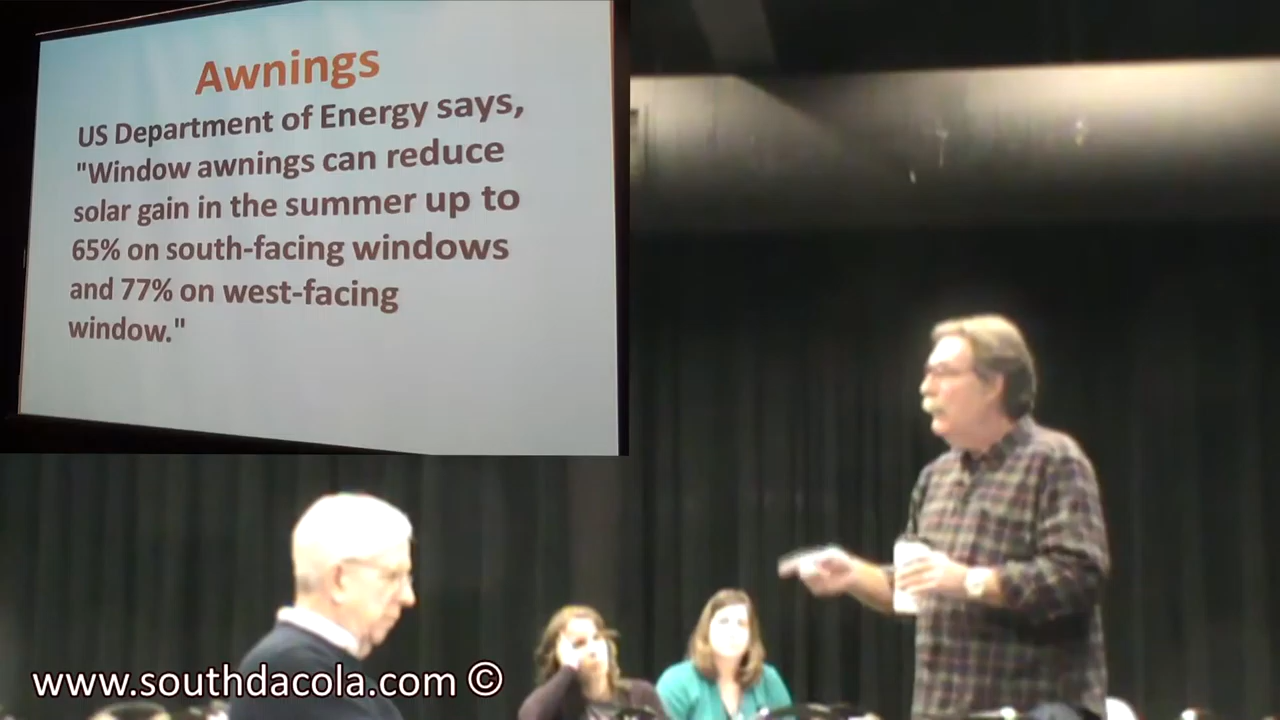 Awnings
US Department of Energy says,
"Window awnings can reduce
solar gain in the summer up to
65% on south-facing windows
and 77% on west-facing
window."
www.southdacola.com ©